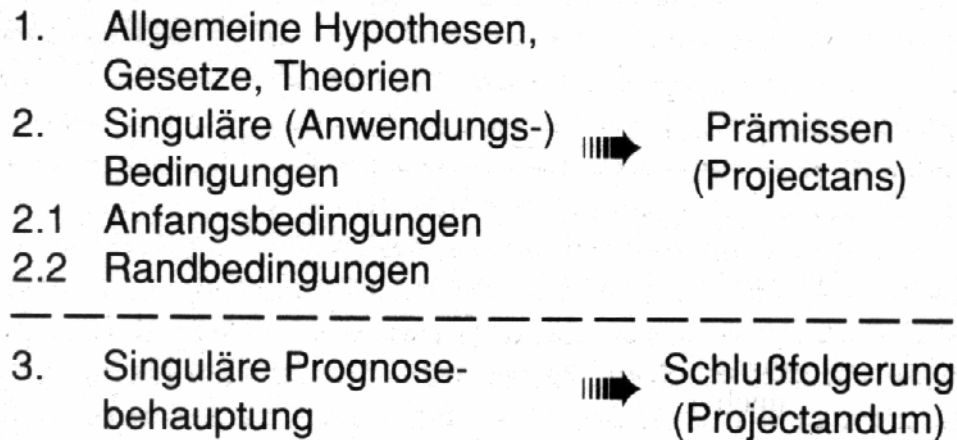 1. Allgemeine Hypothesen,
Gesetze, Theorien
2. Singuläre (Anwendungs-)
Bedingungen
Prämissen
(Projectans)
2.1 Anfangsbedingungen
2.2 Randbedingungen
3. Singuläre Prognose-
behauptung
Schlußfolgerung
(Projectandum)